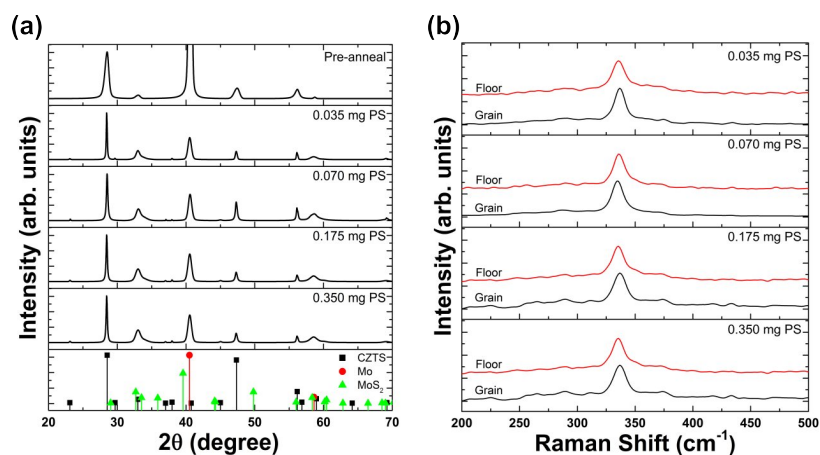 (a)
Pre-anneal
0.035 mg PS
0.070 mg PS
0.175 mg PS
0.350 mg PS
CZTS
Mo
MoS2
Intensity (arb. units)
20 30 40 50 60 70
2θ (degree)
(b)
0.035 mg PS
Floor
Grain
0.070 mg PS
Floor
Grain
0.175 mg PS
Floor
Grain
0.350 mg PS
Floor
Grain
Intensity (arb. units)
200 250 300 350 400 450 500
Raman Shift (cm-1)